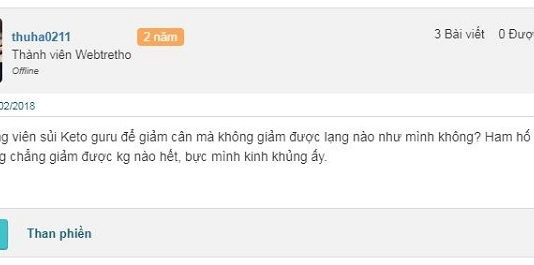 thuha0211 2 năm 3 Bài viết 0 Đượ
Thành viên Webtretho
Offline
02/2018
g viên sủi Keto guru để giảm cân mà không giảm được lạng nào như mình không? Ham hố
g chẳng giảm được kg nào hết, bực mình kinh khủng ấy.
Than phiền